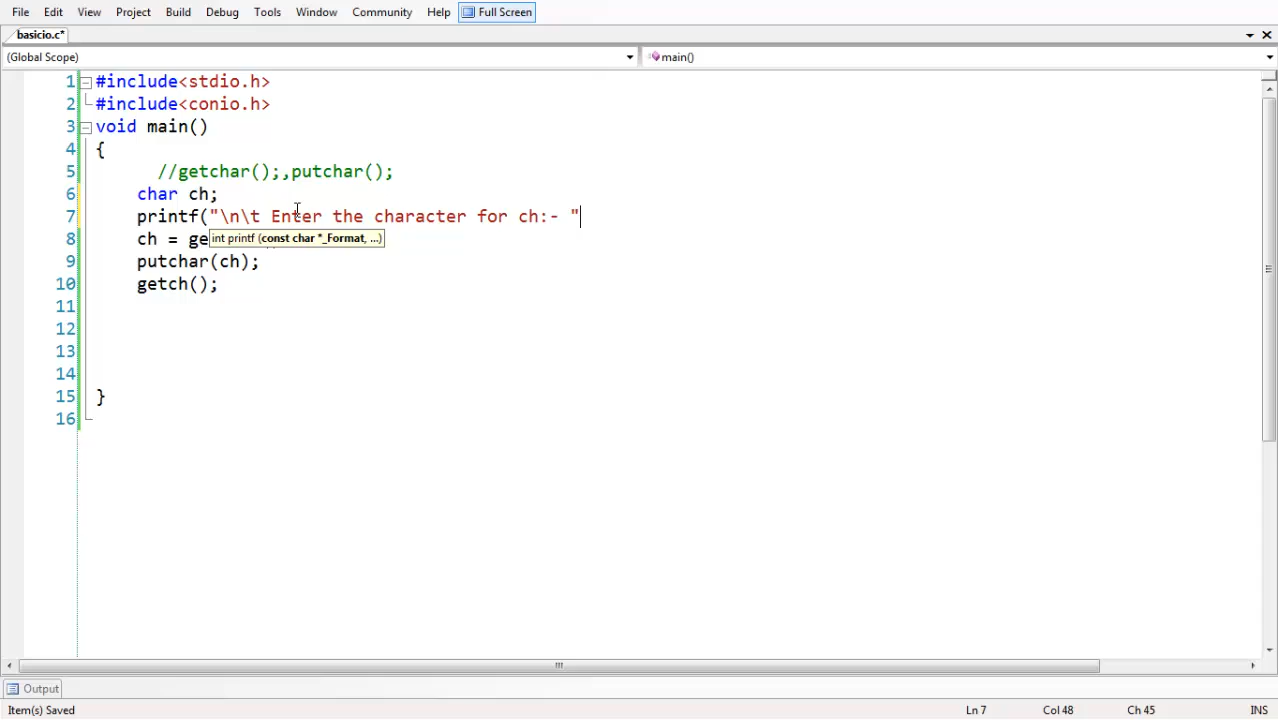 File Edit View Project Build Debug Tools Window Community Help Full Screen
basicio.c*
(Global Scope) main()
1 #include<stdio.h>
2 #include<conio.h>
3 void main()
4 {
5 //getchar();,putchar();
6 char ch;
7 printf("\n\t Enter the character for ch:- "
8 ch = ge
int printf (const char *_Format, ...)
9 putchar(ch);
10 getch();
11
12
13
14
15 }
16
Output
Item(s) Saved Ln 7 Col 48 Ch 45 INS